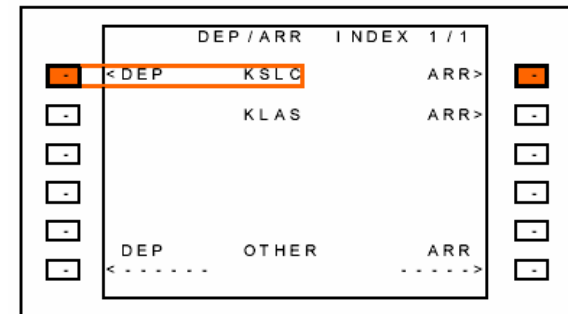 DEP/ARR INDEX 1/1
- <DEP KSLC ARR> -
- KLAS ARR> -
- -
- -
- -
DEP OTHER ARR
- <------ -----> -